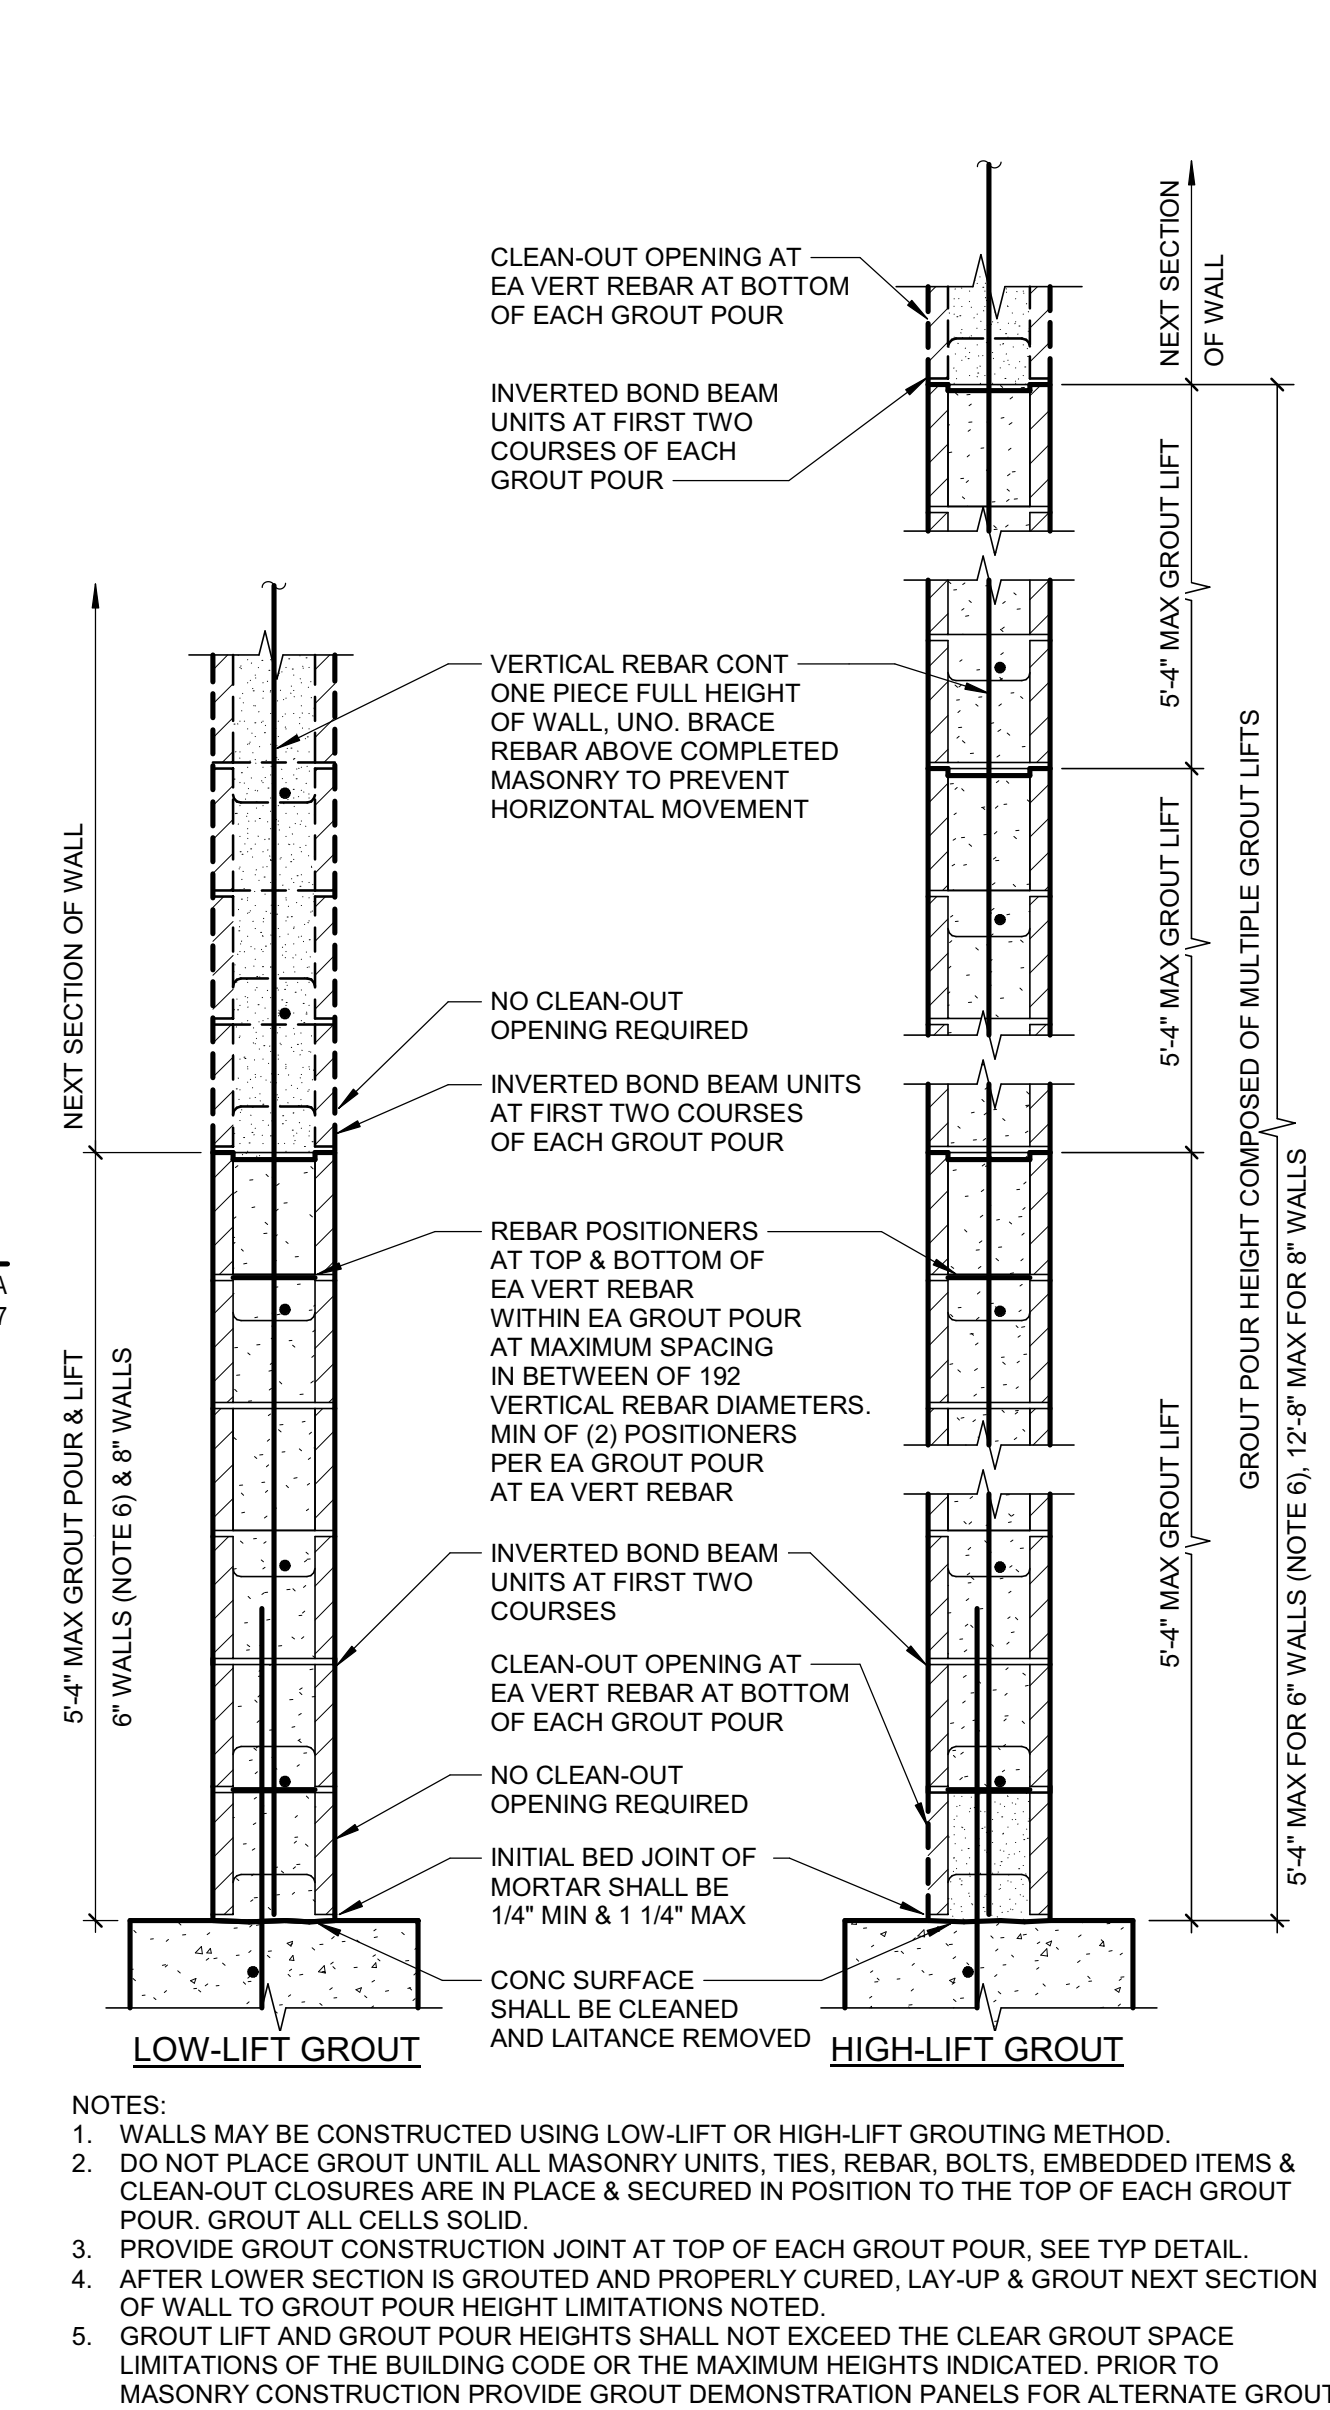 CLEAN-OUT OPENING AT
EA VERT REBAR AT BOTTOM
OF EACH GROUT POUR
INVERTED BOND BEAM
UNITS AT FIRST TWO
COURSES OF EACH
GROUT POUR
VERTICAL REBAR CONT
ONE PIECE FULL HEIGHT
OF WALL, UNO. BRACE
REBAR ABOVE COMPLETED
MASONRY TO PREVENT
HORIZONTAL MOVEMENT
NO CLEAN-OUT
OPENING REQUIRED
INVERTED BOND BEAM UNITS
AT FIRST TWO COURSES
OF EACH GROUT POUR
REBAR POSITIONERS
AT TOP & BOTTOM OF
EA VERT REBAR
WITHIN EA GROUT POUR
AT MAXIMUM SPACING
IN BETWEEN OF 192
VERTICAL REBAR DIAMETERS.
MIN OF (2) POSITIONERS
PER EA GROUT POUR
AT EA VERT REBAR
INVERTED BOND BEAM
UNITS AT FIRST TWO
COURSES
CLEAN-OUT OPENING AT
EA VERT REBAR AT BOTTOM
OF EACH GROUT POUR
NO CLEAN-OUT
OPENING REQUIRED
INITIAL BED JOINT OF
MORTAR SHALL BE
1/4" MIN & 1 1/4" MAX
CONC SURFACE
SHALL BE CLEANED
AND LAITANCE REMOVED
NEXT SECTION OF WALL
5'-4" MAX GROUT POUR & LIFT
6" WALLS (NOTE 6) & 8" WALLS
A
7
NEXT SECTION
OF WALL
5'-4" MAX GROUT LIFT
5'-4" MAX GROUT LIFT
5'-4" MAX GROUT LIFT
GROUT POUR HEIGHT COMPOSED OF MULTIPLE GROUT LIFTS
5'-4" MAX FOR 6" WALLS (NOTE 6), 12'-8" MAX FOR 8" WALLS
LOW-LIFT GROUT
HIGH-LIFT GROUT
NOTES:
1. WALLS MAY BE CONSTRUCTED USING LOW-LIFT OR HIGH-LIFT GROUTING METHOD.
2. DO NOT PLACE GROUT UNTIL ALL MASONRY UNITS, TIES, REBAR, BOLTS, EMBEDDED ITEMS &
CLEAN-OUT CLOSURES ARE IN PLACE & SECURED IN POSITION TO THE TOP OF EACH GROUT
POUR. GROUT ALL CELLS SOLID.
3. PROVIDE GROUT CONSTRUCTION JOINT AT TOP OF EACH GROUT POUR, SEE TYP DETAIL.
4. AFTER LOWER SECTION IS GROUTED AND PROPERLY CURED, LAY-UP & GROUT NEXT SECTION
OF WALL TO GROUT POUR HEIGHT LIMITATIONS NOTED.
5. GROUT LIFT AND GROUT POUR HEIGHTS SHALL NOT EXCEED THE CLEAR GROUT SPACE
LIMITATIONS OF THE BUILDING CODE OR THE MAXIMUM HEIGHTS INDICATED. PRIOR TO
MASONRY CONSTRUCTION PROVIDE GROUT DEMONSTRATION PANELS FOR ALTERNATE GROUT